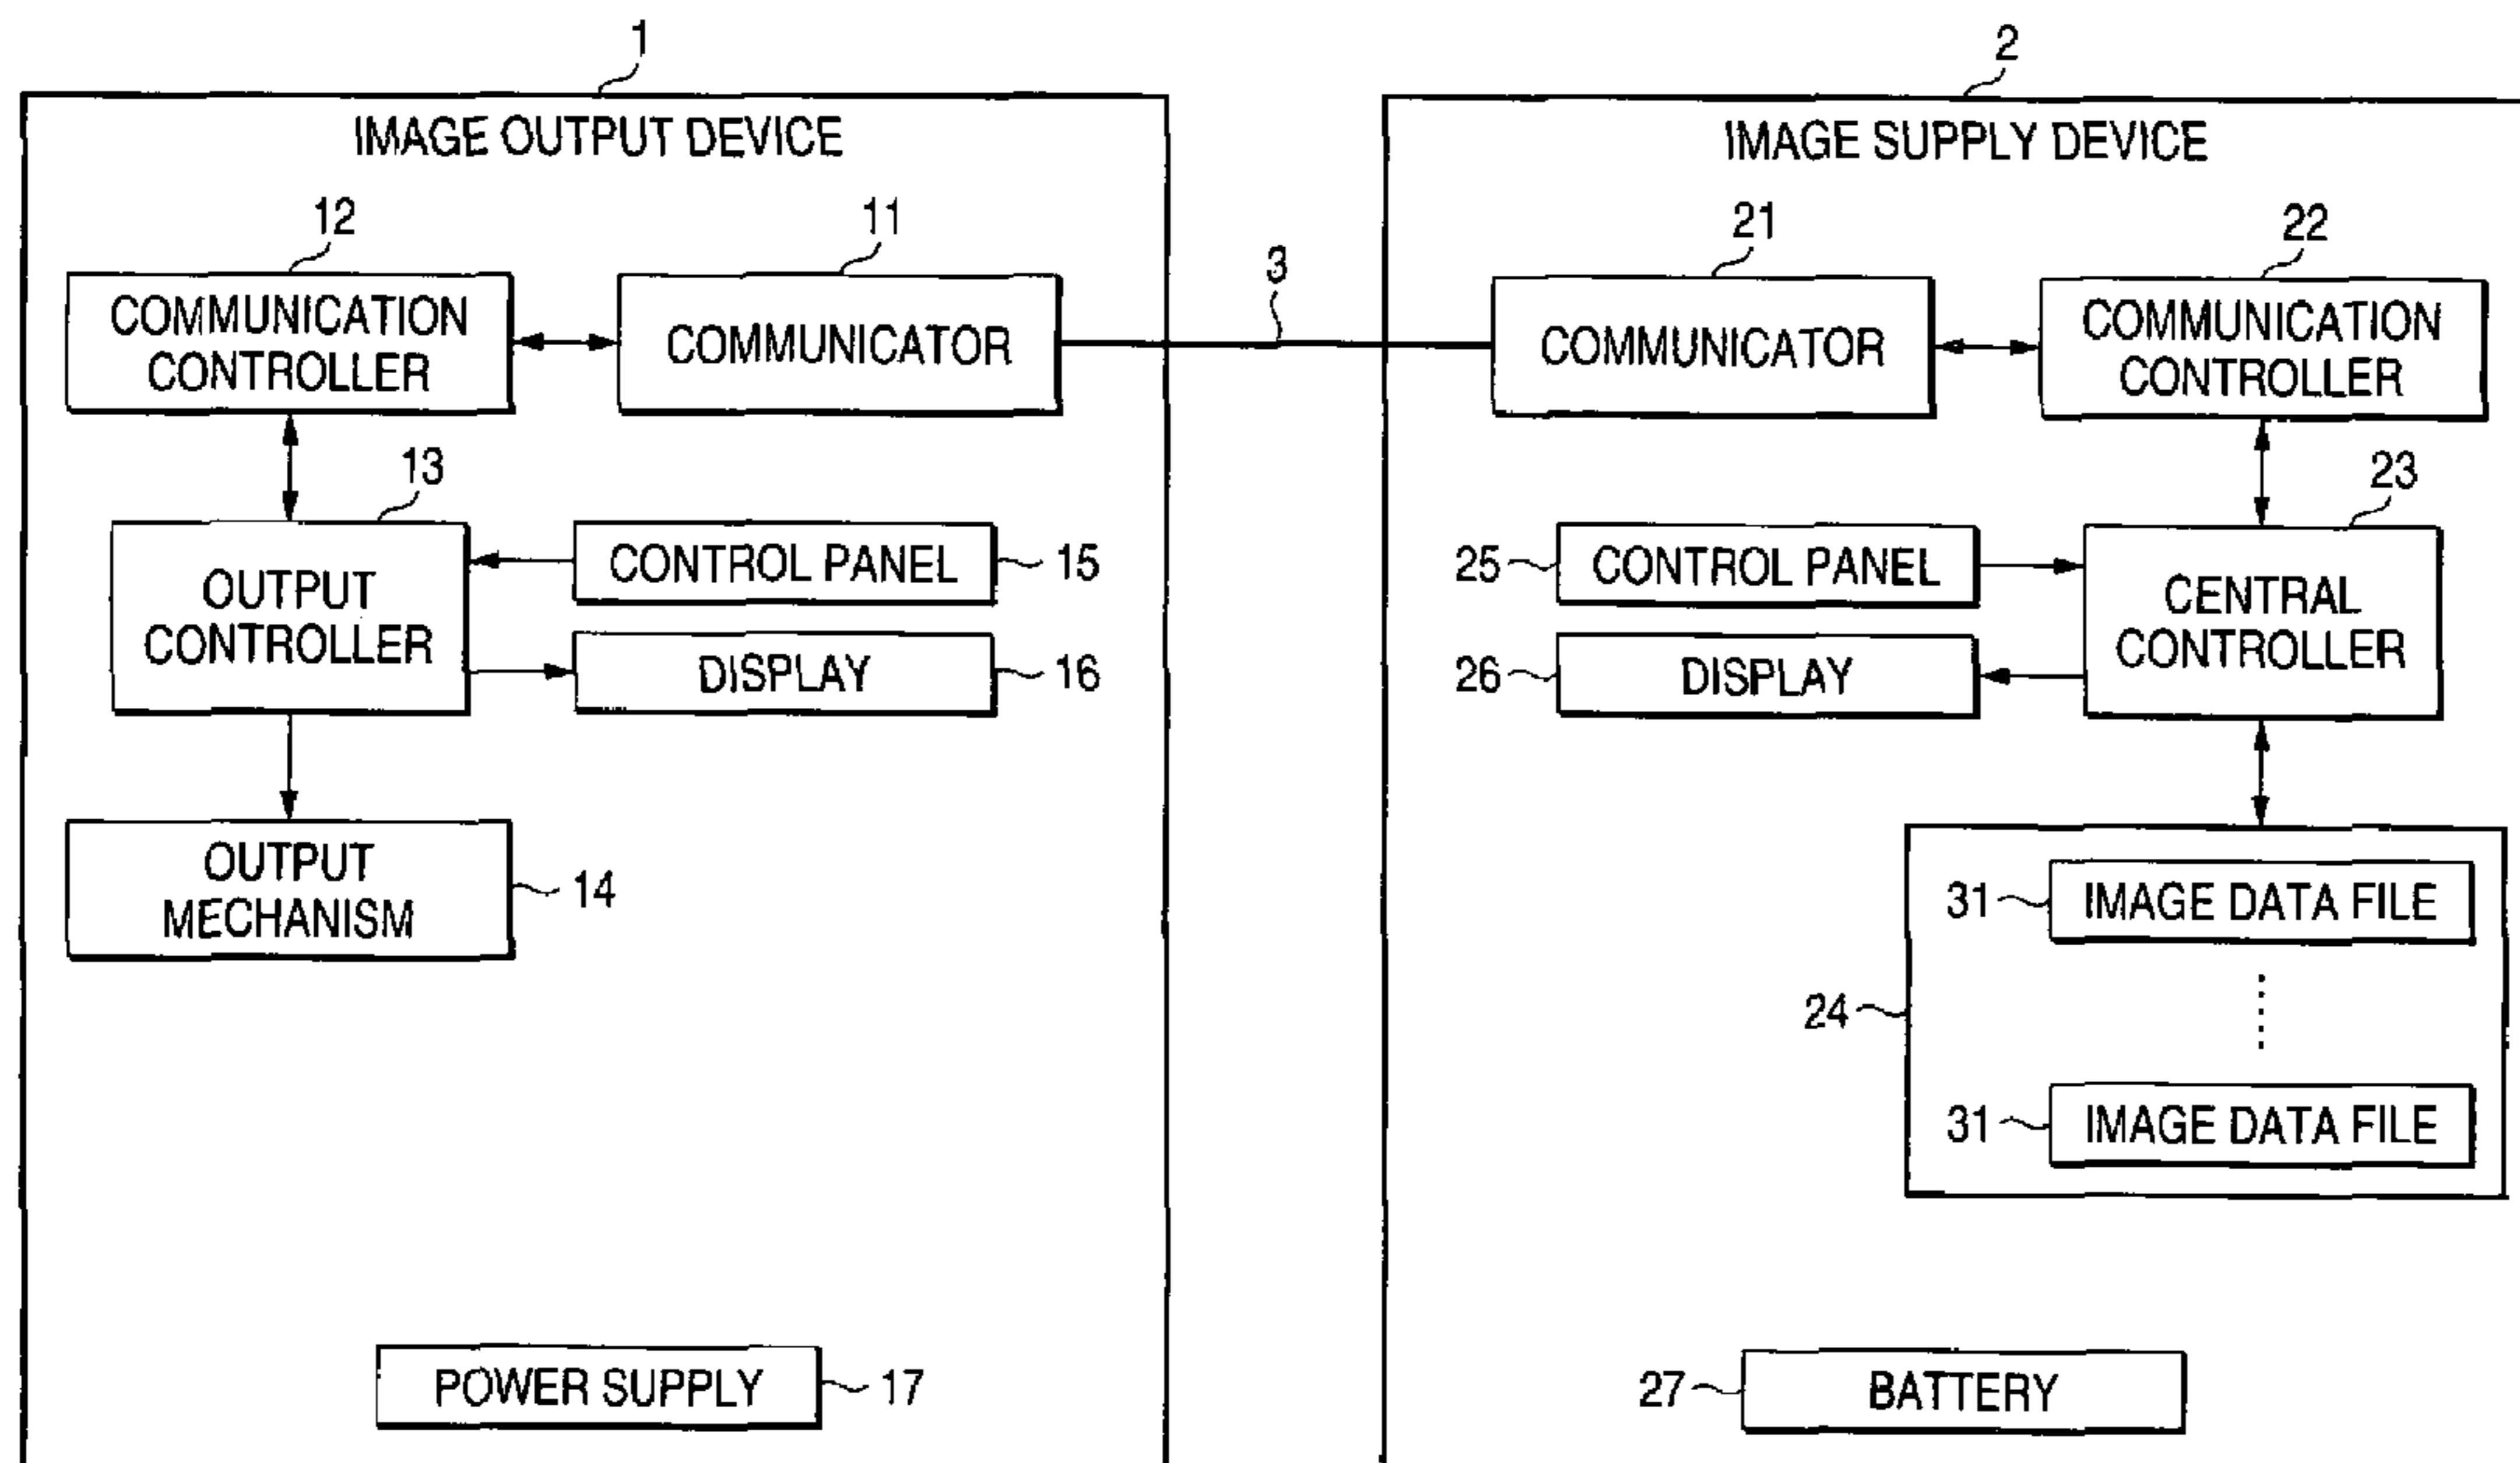 1
2
IMAGE OUTPUT DEVICE
IMAGE SUPPLY DEVICE
12
11
3
21
22
COMMUNICATION
CONTROLLER
COMMUNICATOR
COMMUNICATOR
COMMUNICATION
CONTROLLER
13
23
OUTPUT
CONTROLLER
CONTROL PANEL
15
25
CONTROL PANEL
CENTRAL
CONTROLLER
DISPLAY
16
26
DISPLAY
OUTPUT
MECHANISM
14
31
IMAGE DATA FILE
24
31
IMAGE DATA FILE
POWER SUPPLY
17
27
BATTERY